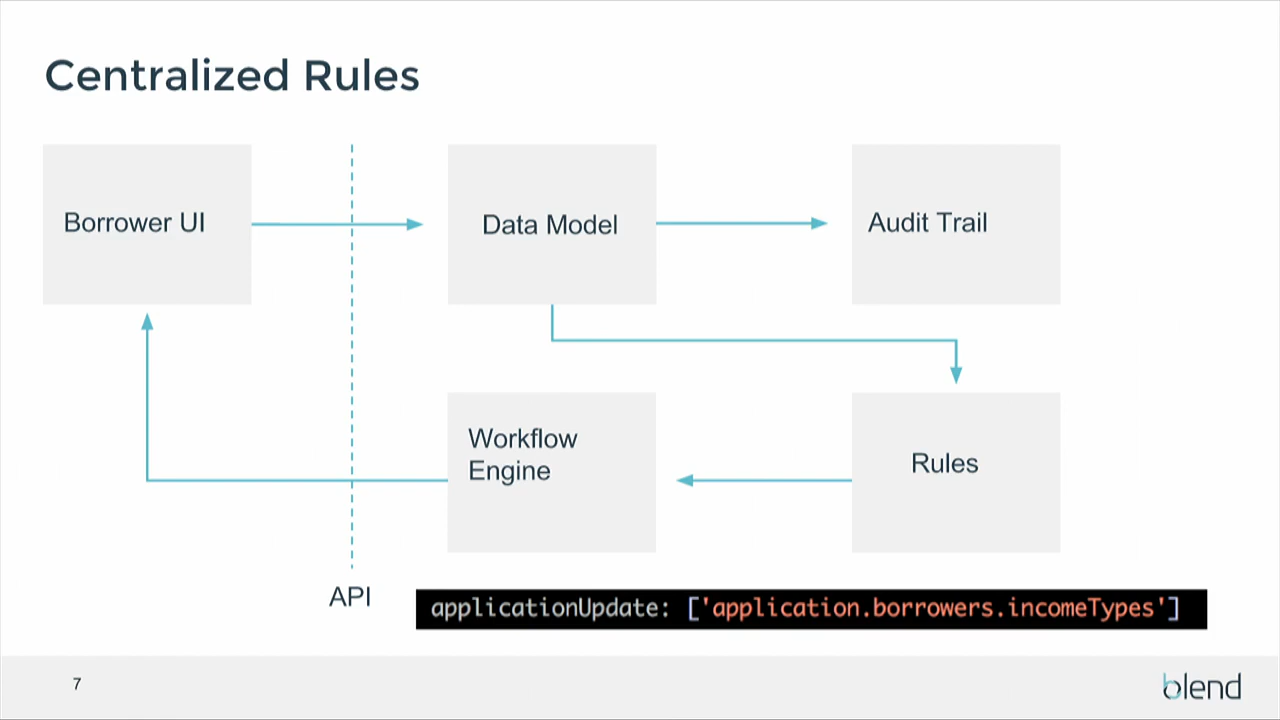 Centralized Rules
Borrower UI
Data Model
Audit Trail
Workflow
Engine
Rules
API
applicationUpdate: ['application.borrowers.incomeTypes']
7
blend